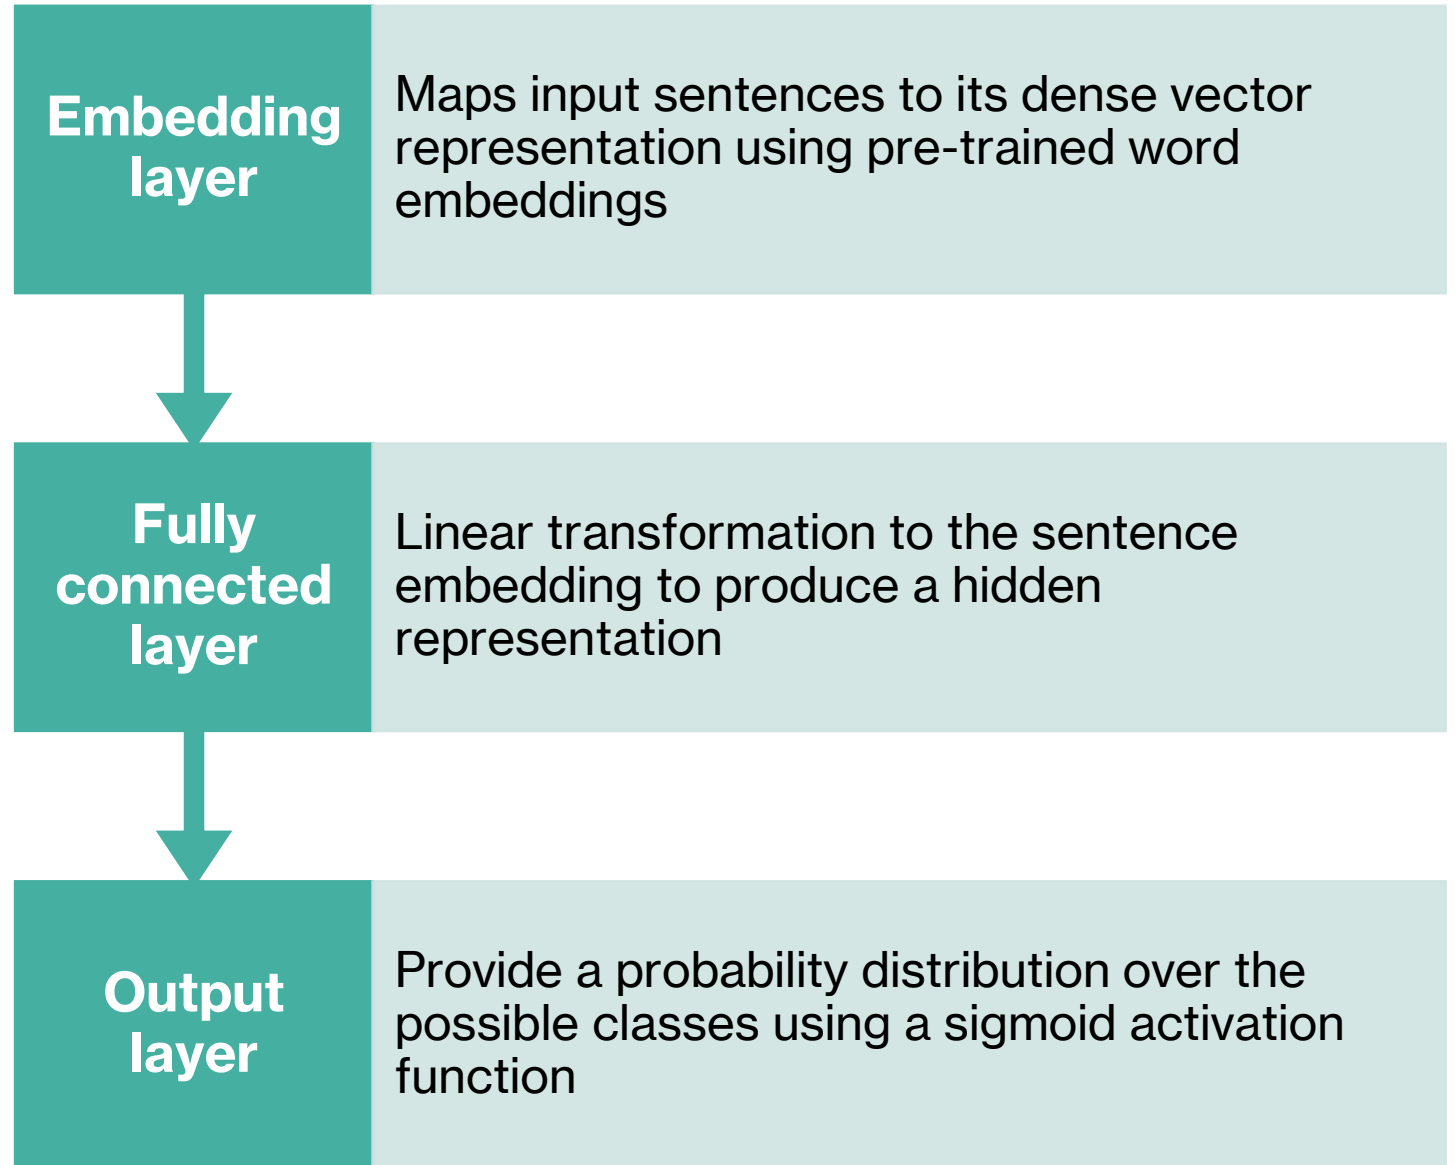 Embedding
layer
Maps input sentences to its dense vector
representation using pre-trained word
embeddings
Fully
connected
layer
Linear transformation to the sentence
embedding to produce a hidden
representation
Output
layer
Provide a probability distribution over the
possible classes using a sigmoid activation
function